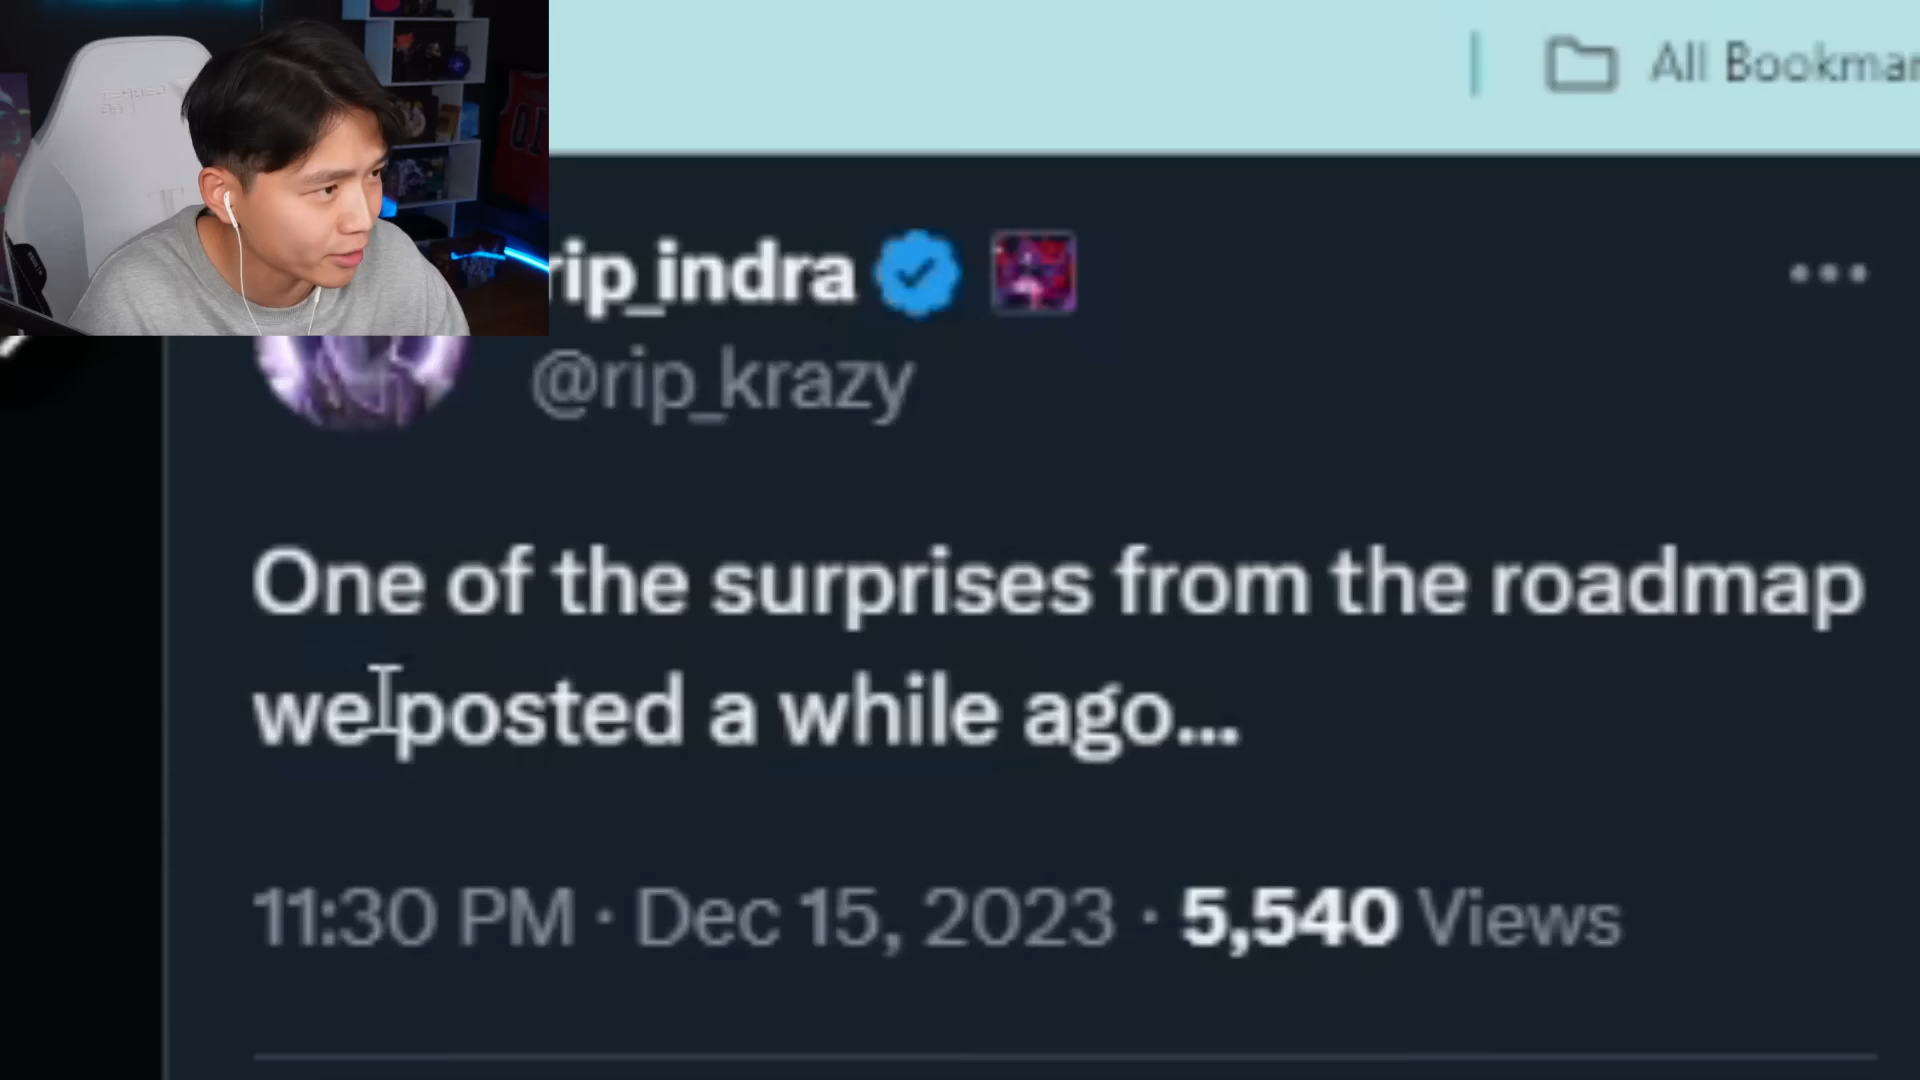 All Bookmar
rip_indra
@rip_krazy
One of the surprises from the roadmap
we posted a while ago...
11:30 PM · Dec 15, 2023 · 5,540 Views